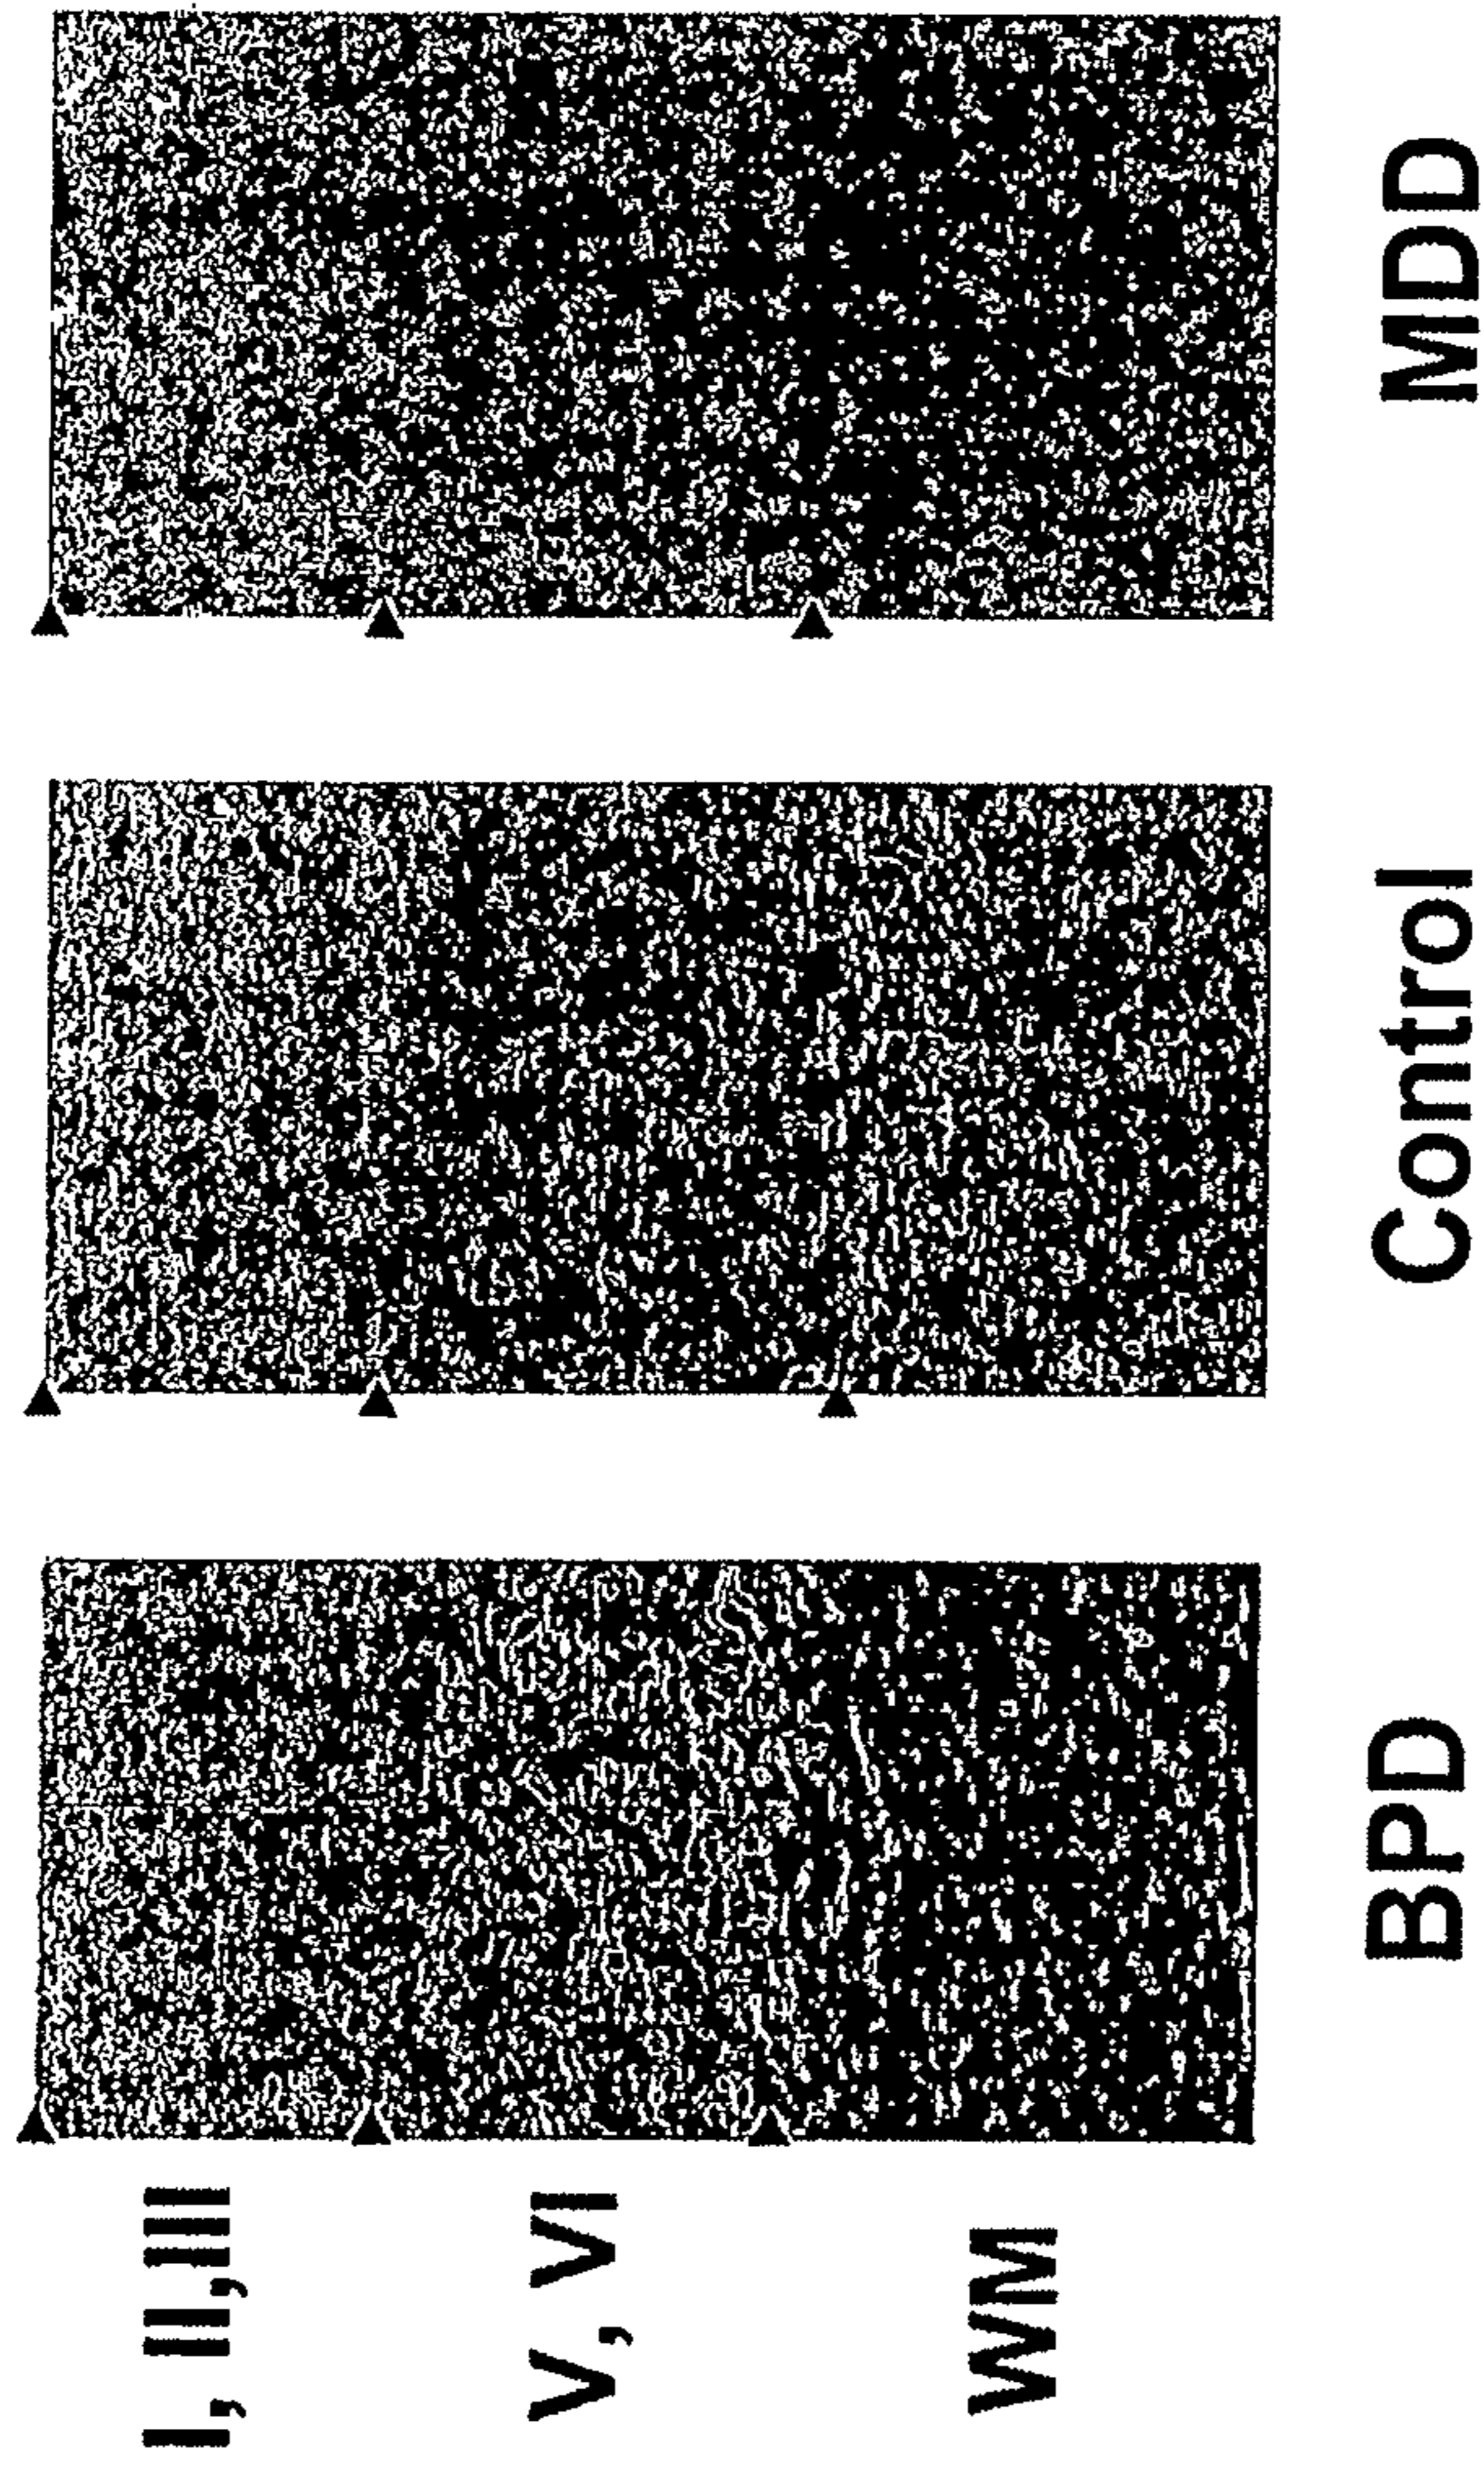 I, II,III
V, VI
WM
BPD
Control
MDD